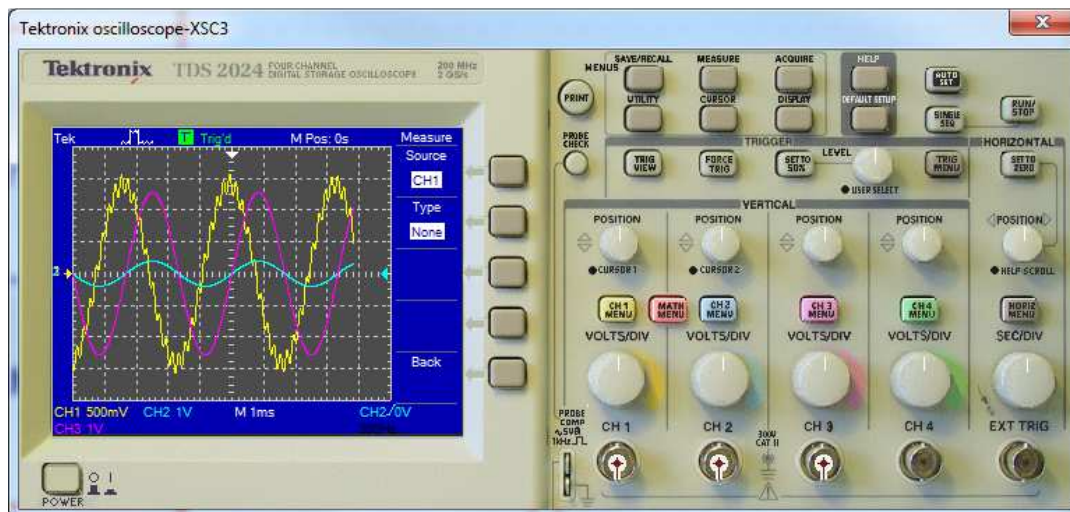 Tektronix oscilloscope-XSC3
Tektronix TDS 2024 FOUR CHANNEL DIGITAL STORAGE OSCILLOSCOPE 200 MHz 2 GS/s
Tek T Trig'd M Pos: 0s Measure
Source
CH1
Type
None
2
Back
CH1 500mV CH2 1V M 1ms CH2/0V
CH3 1V
POWER
MENUS SAVE/RECALL MEASURE ACQUIRE HELP
AUTO SET
PRINT
UTILITY CURSOR DISPLAY DEFAULT SETUP
SINGLE SEQ
RUN/ STOP
PROBE CHECK
TRIGGER
HORIZONTAL
TRIG VIEW
FORCE TRIG
SET TO 50%
LEVEL
TRIG MENU
SET TO ZERO
USER SELECT
VERTICAL
POSITION POSITION POSITION POSITION POSITION
CURSOR 1 CURSOR 2 HELP SCROLL
CH 1 MENU
MATH MENU
CH 2 MENU
CH 3 MENU
CH 4 MENU
HORIZ MENU
VOLTS/DIV VOLTS/DIV VOLTS/DIV VOLTS/DIV SEC/DIV
PROBE COMP
~5V
1kHz
CH 1 CH 2 CH 3 CH 4 EXT TRIG
300V CAT II